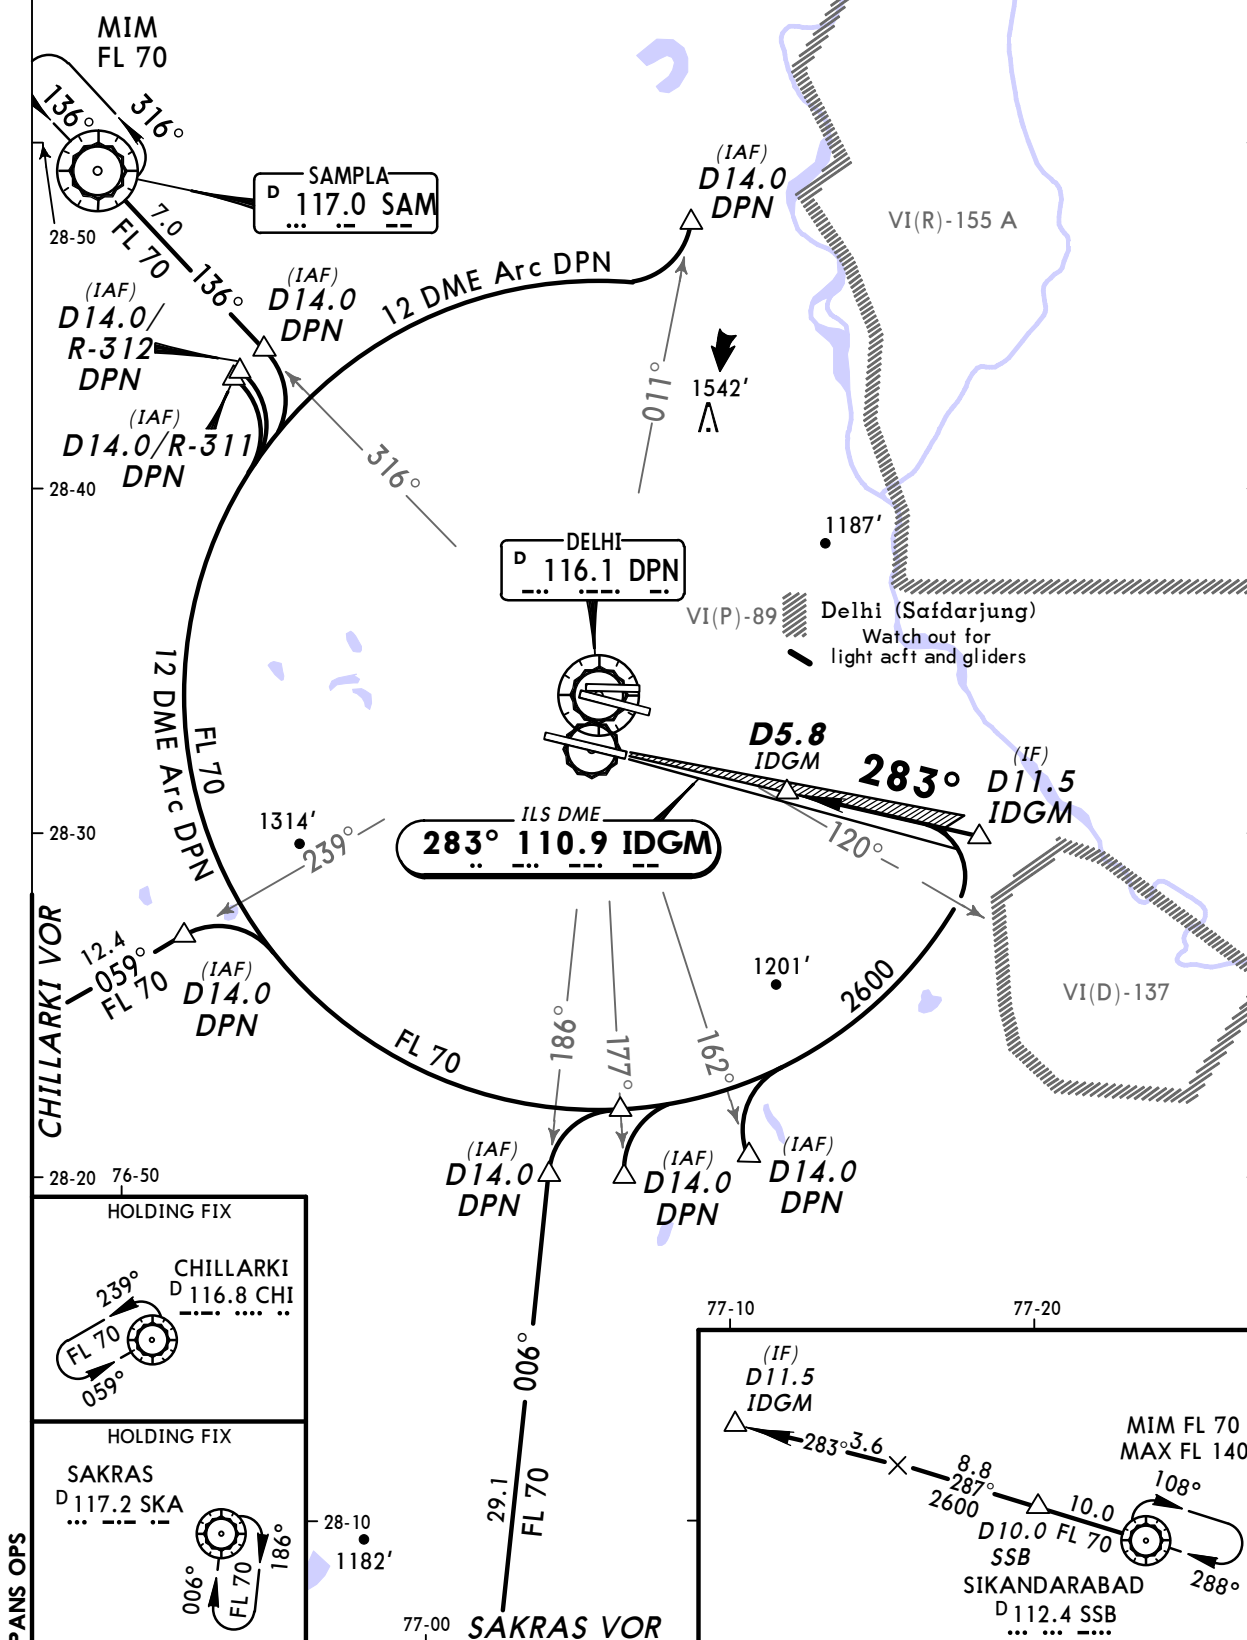 MIM
FL 70
136°
316°
SAMPLA
D 117.0 SAM
28-50
7.0
FL 70
136°
(IAF)
D14.0
DPN
(IAF)
D14.0/
R-312
DPN
(IAF)
D14.0/R-311
DPN
12 DME Arc DPN
(IAF)
D14.0
DPN
VI(R)-155 A
011°
1542'
316°
28-40
DELHI
D 116.1 DPN
1187'
VI(P)-89
Delhi (Safdarjung)
Watch out for
light acft and gliders
12 DME Arc DPN
FL 70
D5.8
IDGM
283°
(IF)
D11.5
IDGM
1314'
239°
ILS DME
283° 110.9 IDGM
120°
28-30
CHILLARKI VOR
12.4
059°
FL 70
(IAF)
D14.0
DPN
1201'
2600
VI(D)-137
FL 70
186°
177°
162°
(IAF)
D14.0
DPN
(IAF)
D14.0
DPN
(IAF)
D14.0
DPN
28-20
76-50
HOLDING FIX
CHILLARKI
D 116.8 CHI
239°
FL 70
059°
HOLDING FIX
SAKRAS
D 117.2 SKA
006°
FL 70
186°
28-10
1182'
006°
29.1
FL 70
77-00
SAKRAS VOR
77-10
77-20
(IF)
D11.5
IDGM
283°
3.6
8.8
287°
2600
MIM FL 70
MAX FL 140
108°
10.0
D10.0
FL 70
SSB
288°
SIKANDARABAD
D 112.4 SSB
PANS OPS